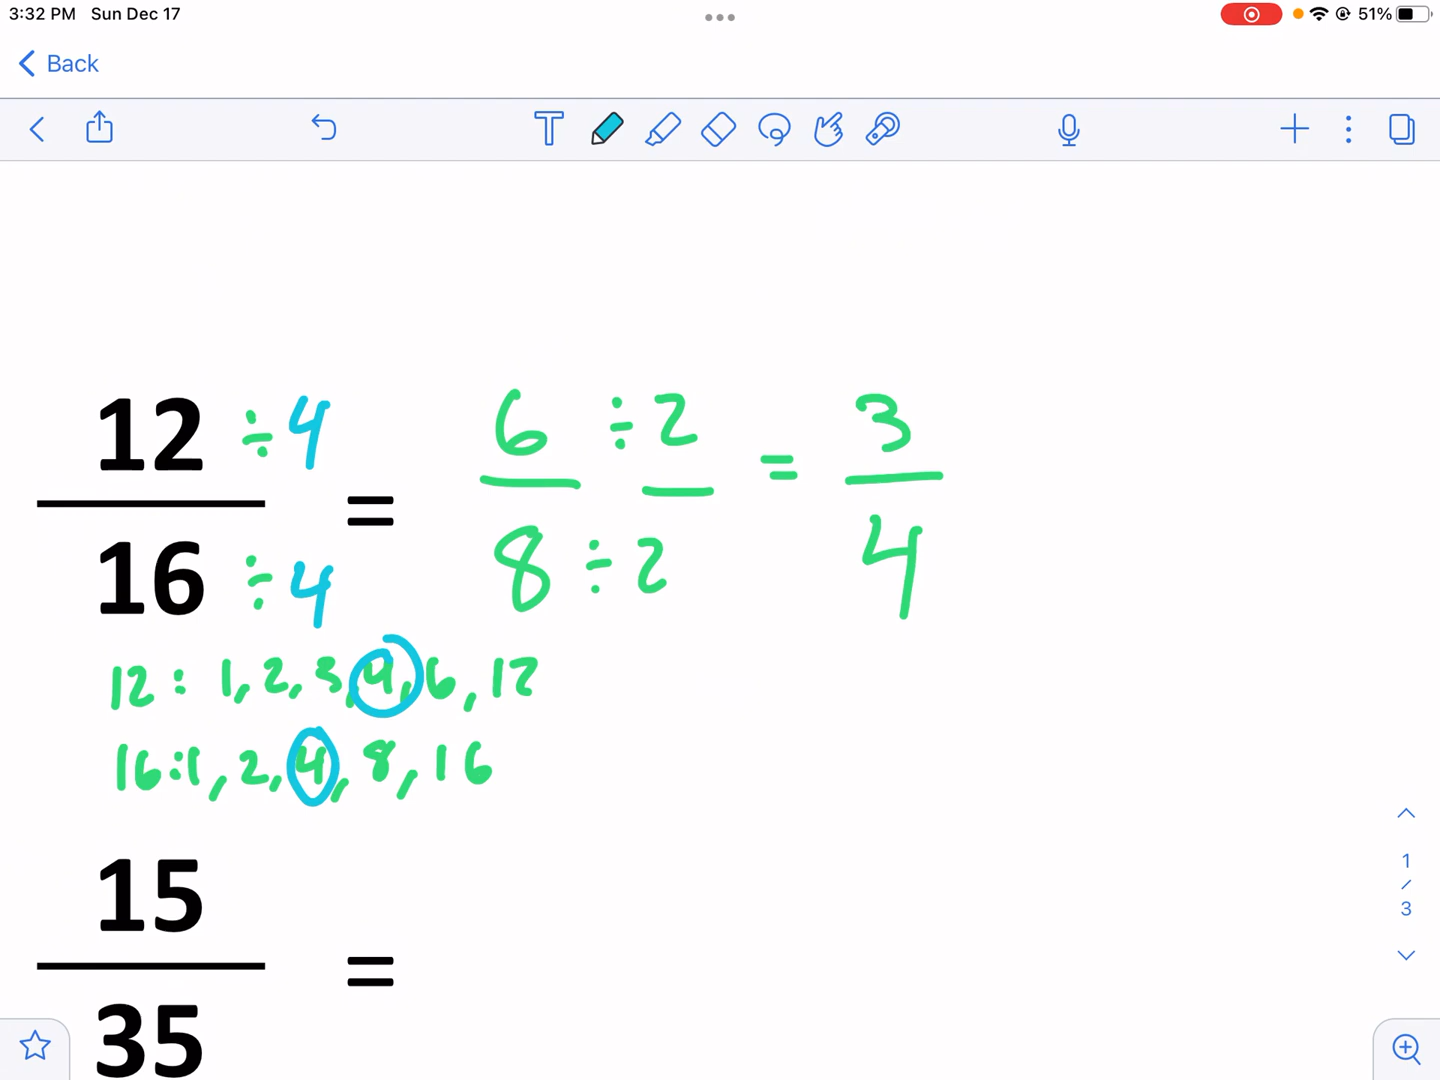 3:32 PM Sun Dec 17
51%
Back
12 ÷4 = 6 ÷2 = 3
16 ÷4 8 ÷2 4
12 : 1, 2, 3, 4, 6, 12
16 : 1, 2, 4, 8, 16
15 =
35
1
/
3